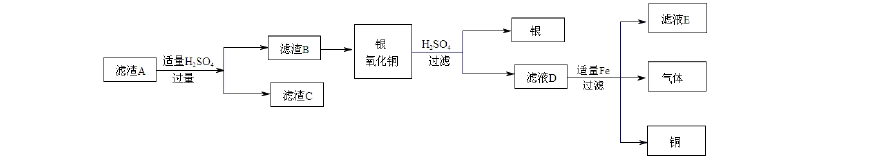 滤渣A
适量H₂SO₄
过量
滤渣B
滤渣C
银
氧化铜
H₂SO₄
过滤
银
滤液D
适量Fe
过滤
滤液E
气体
铜